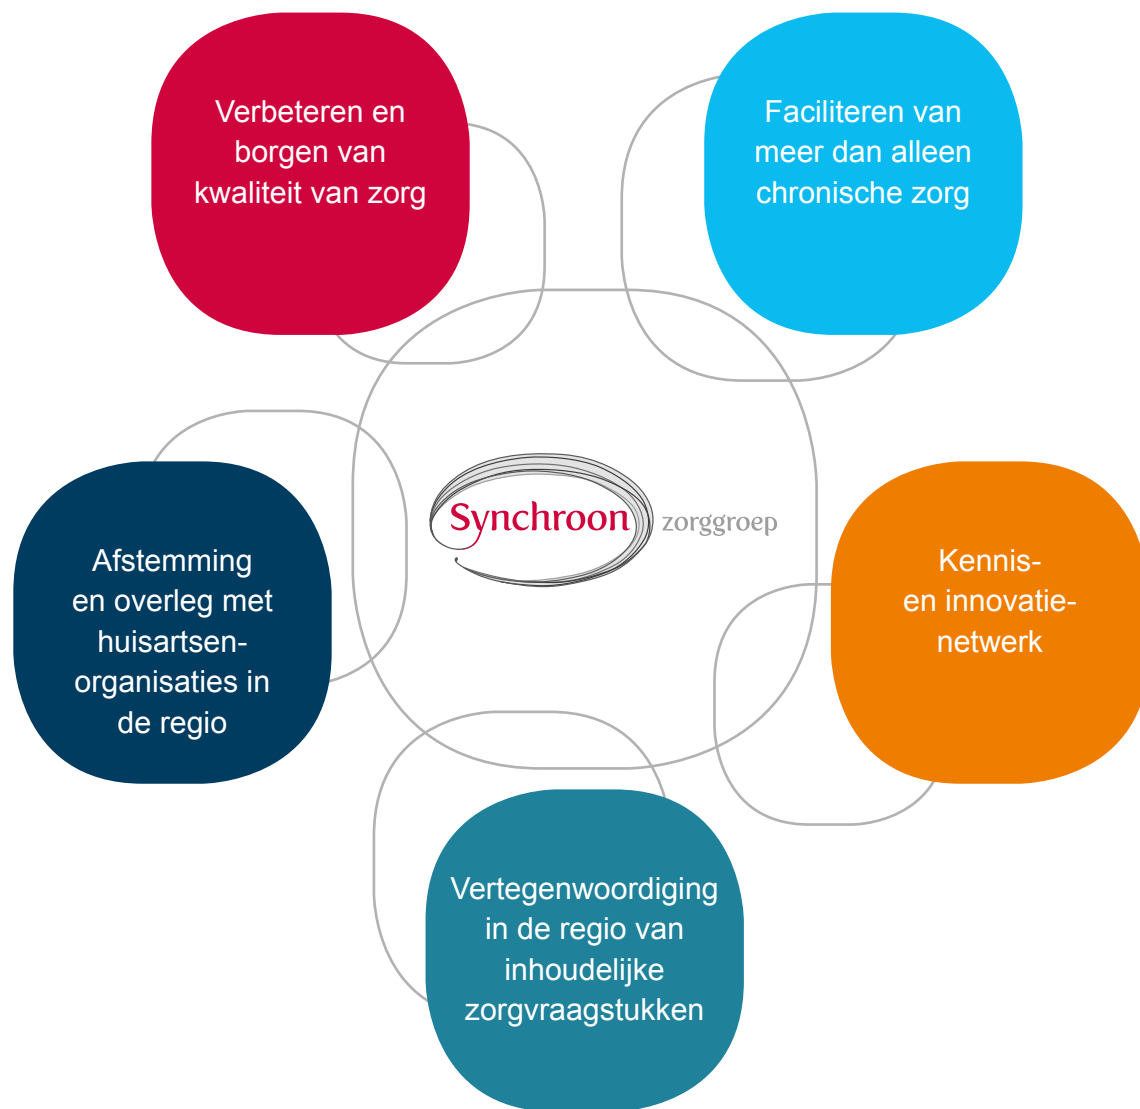 Verbeteren en
borgen van
kwaliteit van zorg
Faciliteren van
meer dan alleen
chronische zorg
Synchroon zorggroep
Afstemming
en overleg met
huisartsen-
organisaties in
de regio
Kennis-
en innovatie-
netwerk
Vertegenwoordiging
in de regio van
inhoudelijke
zorgvraagstukken